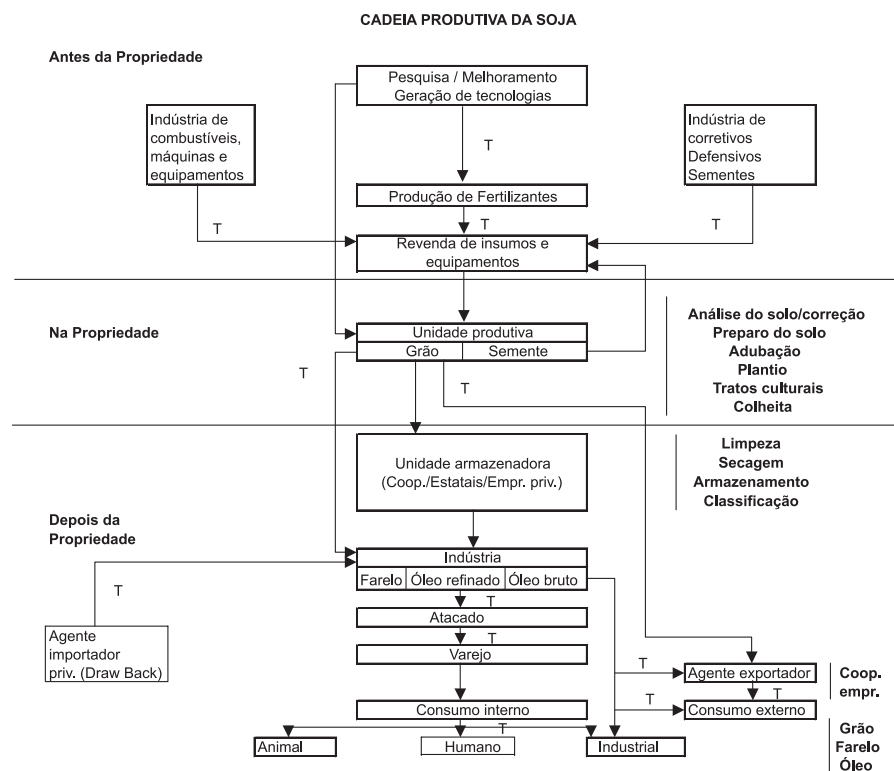 CADEIA PRODUTIVA DA SOJA
Antes da Propriedade
Pesquisa / Melhoramento
Geração de tecnologias
Indústria de
combustíveis,
máquinas e
equipamentos
Indústria de
corretivos
Defensivos
Sementes
T
Produção de Fertilizantes
T
T
T
Revenda de insumos e
equipamentos
Na Propriedade
Unidade produtiva
Grão
Semente
T
T
Análise do solo/correção
Preparo do solo
Adubação
Plantio
Tratos culturais
Colheita
Unidade armazenadora
(Coop./Estatais/Empr. priv.)
Limpeza
Secagem
Armazenamento
Classificação
Depois da
Propriedade
Indústria
Farelo
Óleo refinado
Óleo bruto
T
T
Atacado
T
Varejo
Agente
importador
priv. (Draw Back)
T
Agente exportador
Coop.
empr.
T
T
Consumo interno
Consumo externo
T
Animal
Humano
Industrial
Grão
Farelo
Óleo